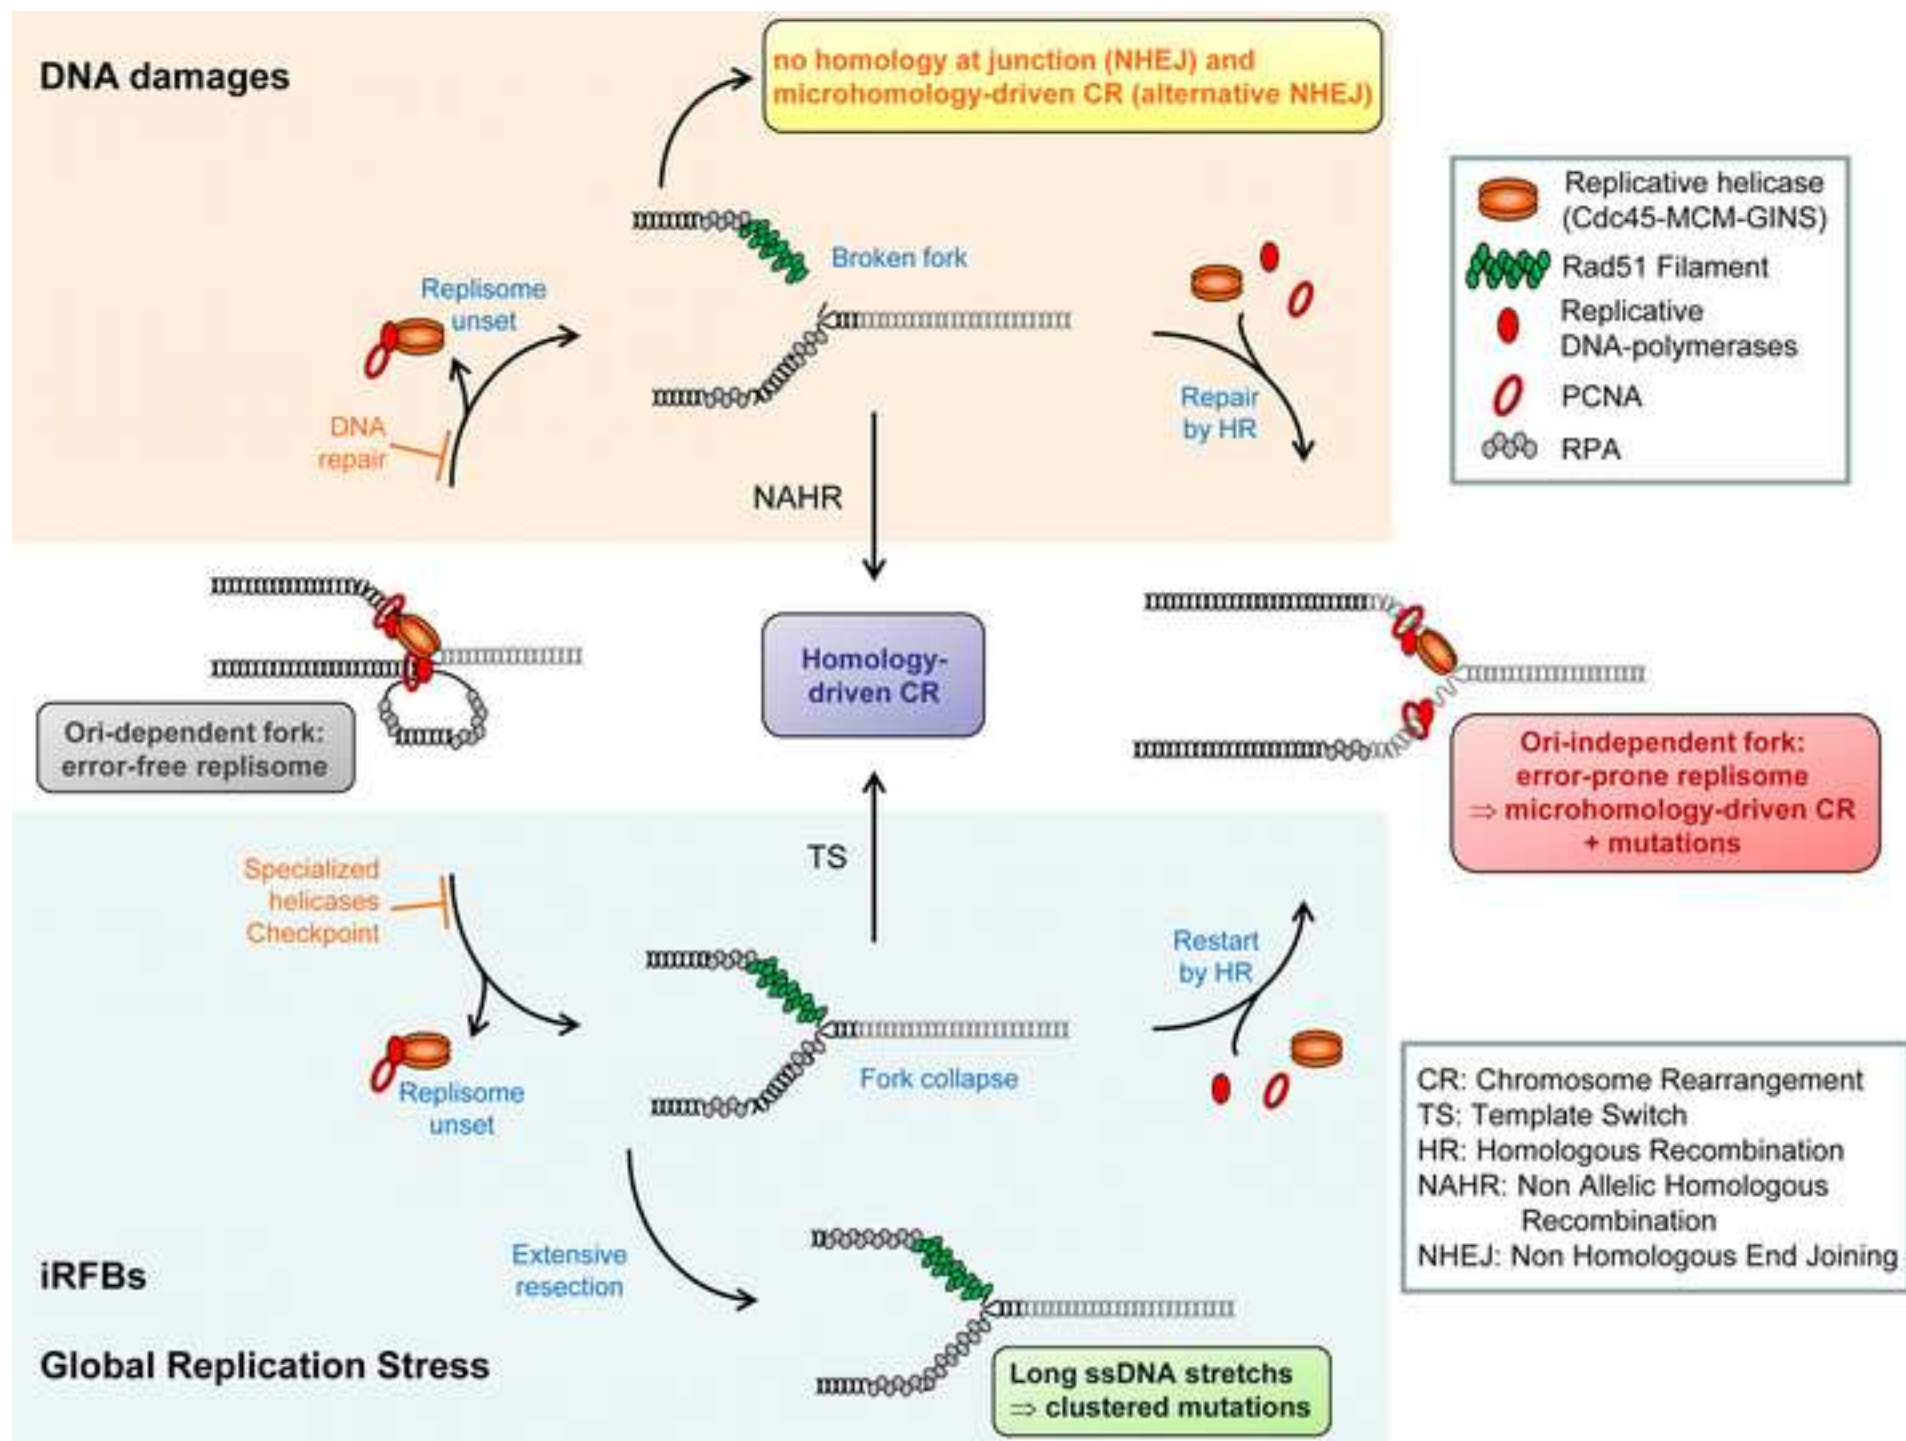 DNA damages
no homology at junction (NHEJ) and
microhomology-driven CR (alternative NHEJ)
Broken fork
Replisome
unset
DNA
repair
Repair
by HR
NAHR
Replicative helicase
(Cdc45-MCM-GINS)
Rad51 Filament
Replicative
DNA-polymerases
PCNA
RPA
Ori-dependent fork:
error-free replisome
Homology-
driven CR
Ori-independent fork:
error-prone replisome
⇒ microhomology-driven CR
+ mutations
TS
Specialized
helicases
Checkpoint
Restart
by HR
Replisome
unset
Fork collapse
Extensive
resection
iRFBs
Global Replication Stress
Long ssDNA stretchs
⇒ clustered mutations
CR: Chromosome Rearrangement
TS: Template Switch
HR: Homologous Recombination
NAHR: Non Allelic Homologous
Recombination
NHEJ: Non Homologous End Joining